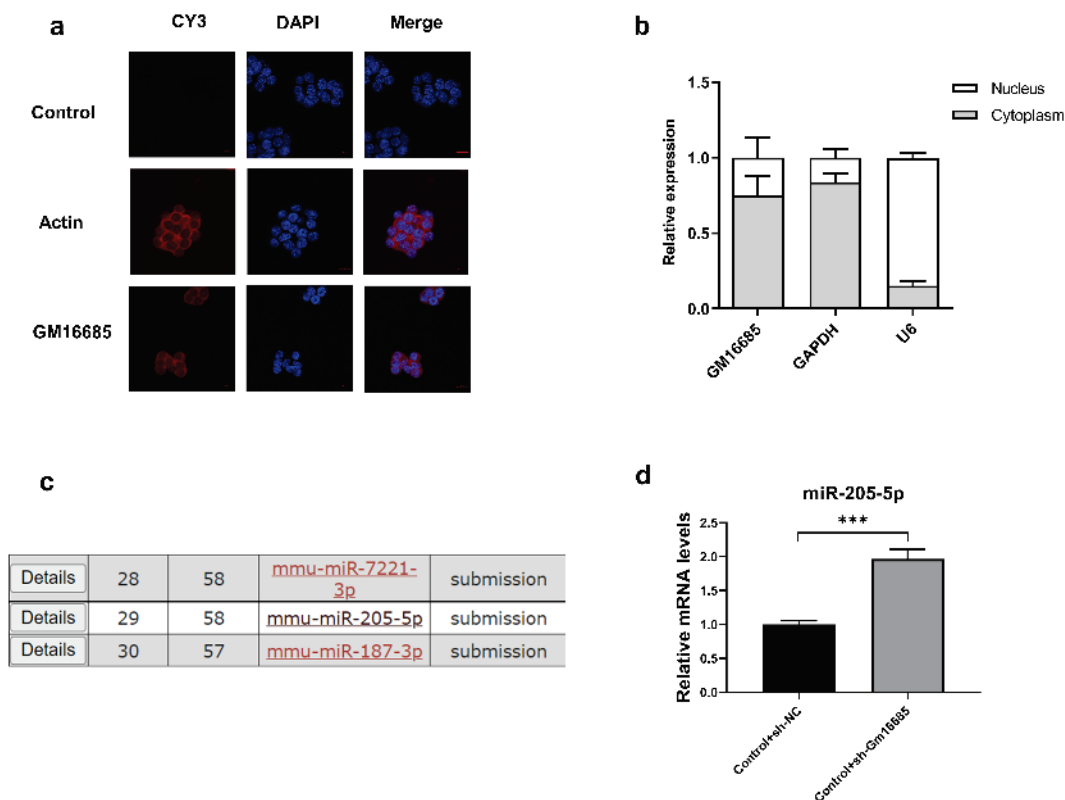 a
CY3 DAPI Merge
Control
Actin
GM16685
b
Nucleus
Cytoplasm
Relative expression
1.5
1.0
0.5
0.0
GM16685 GAPDH U6
c
Details 28 58 mmu-miR-7221-
3p submission
Details 29 58 mmu-miR-205-5p submission
Details 30 57 mmu-miR-187-3p submission
d
miR-205-5p
***
Relative mRNA levels
2.5
2.0
1.5
1.0
0.5
0.0
Control+sh-NC
Control+sh-Gm16685